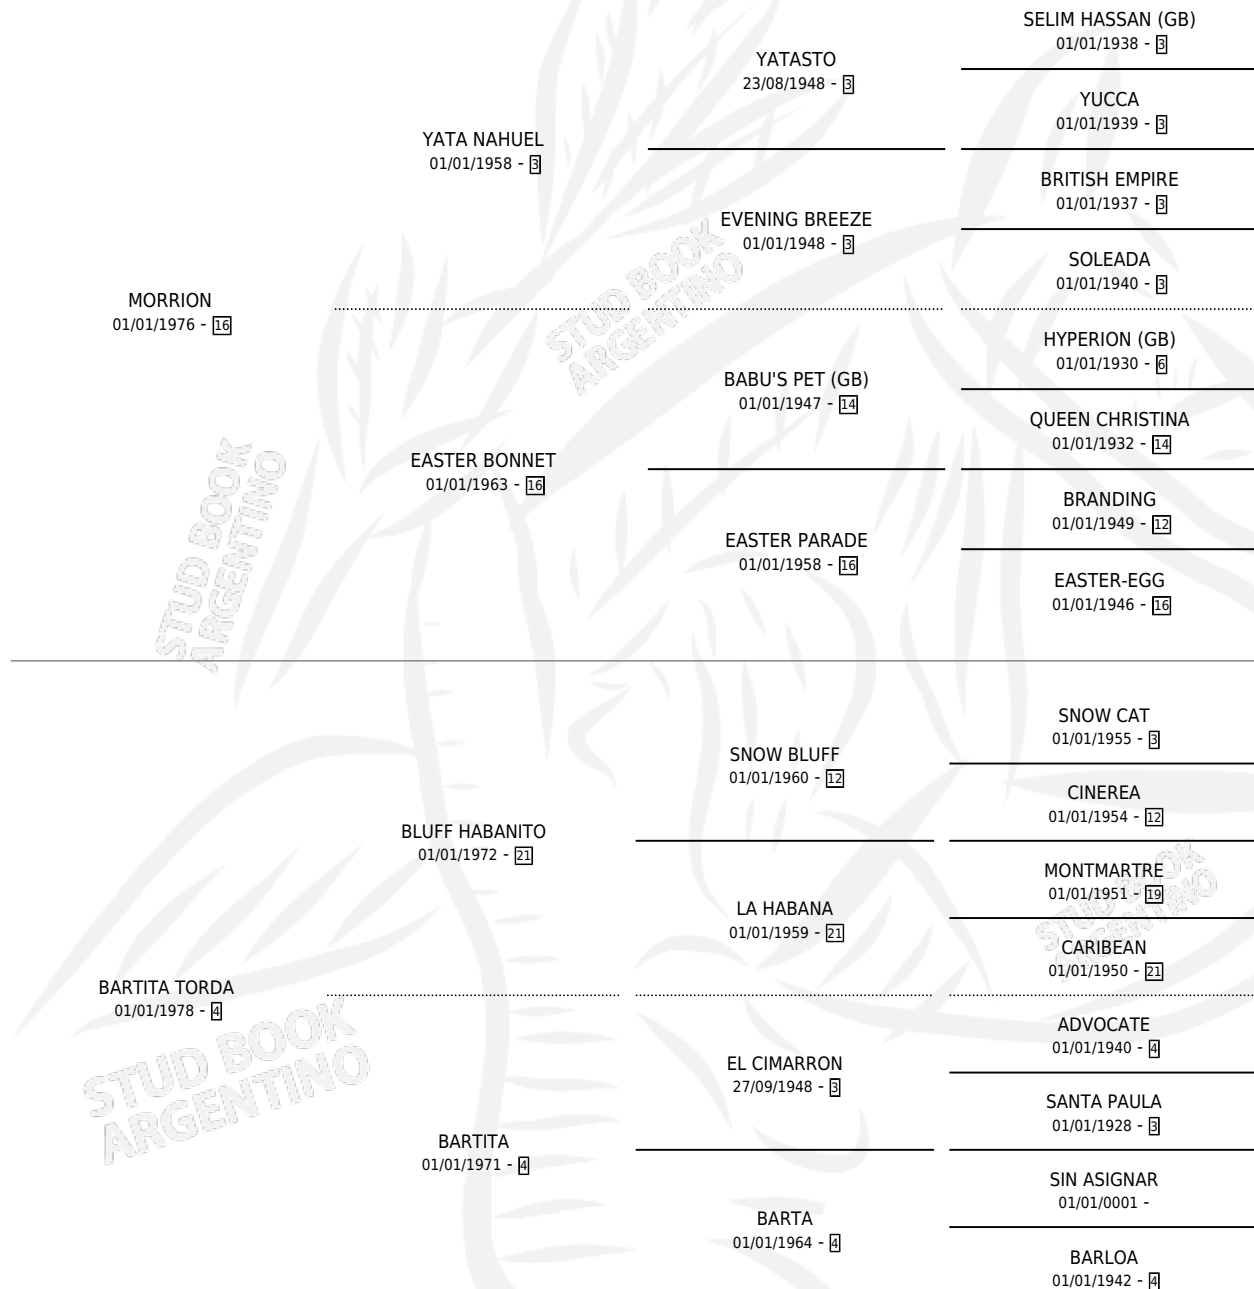 SELIM HASSAN (GB)
01/01/1938 - 3
YATASTO
23/08/1948 - 3
YUCCA
01/01/1939 - 3
YATA NAHUEL
01/01/1958 - 3
BRITISH EMPIRE
01/01/1937 - 3
EVENING BREEZE
01/01/1948 - 3
SOLEADA
01/01/1940 - 3
MORRION
01/01/1976 - 16
HYPERION (GB)
01/01/1930 - 6
BABU'S PET (GB)
01/01/1947 - 14
QUEEN CHRISTINA
01/01/1932 - 14
EASTER BONNET
01/01/1963 - 16
BRANDING
01/01/1949 - 12
EASTER PARADE
01/01/1958 - 16
EASTER-EGG
01/01/1946 - 16
STUD BOOK
ARGENTINO
STUD BOOK
ARGENTINO
SNOW CAT
01/01/1955 - 3
SNOW BLUFF
01/01/1960 - 12
CINEREA
01/01/1954 - 12
BLUFF HABANITO
01/01/1972 - 21
MONTMARTRE
01/01/1951 - 19
LA HABANA
01/01/1959 - 21
CARIBEAN
01/01/1950 - 21
BARTITA TORDA
01/01/1978 - 4
ADVOCATE
01/01/1940 - 4
EL CIMARRON
27/09/1948 - 3
SANTA PAULA
01/01/1928 - 3
BARTITA
01/01/1971 - 4
SIN ASIGNAR
01/01/0001 -
BARTA
01/01/1964 - 4
BARLOA
01/01/1942 - 4
STUD BOOK
ARGENTINO
STUD BOOK
ARGENTINO